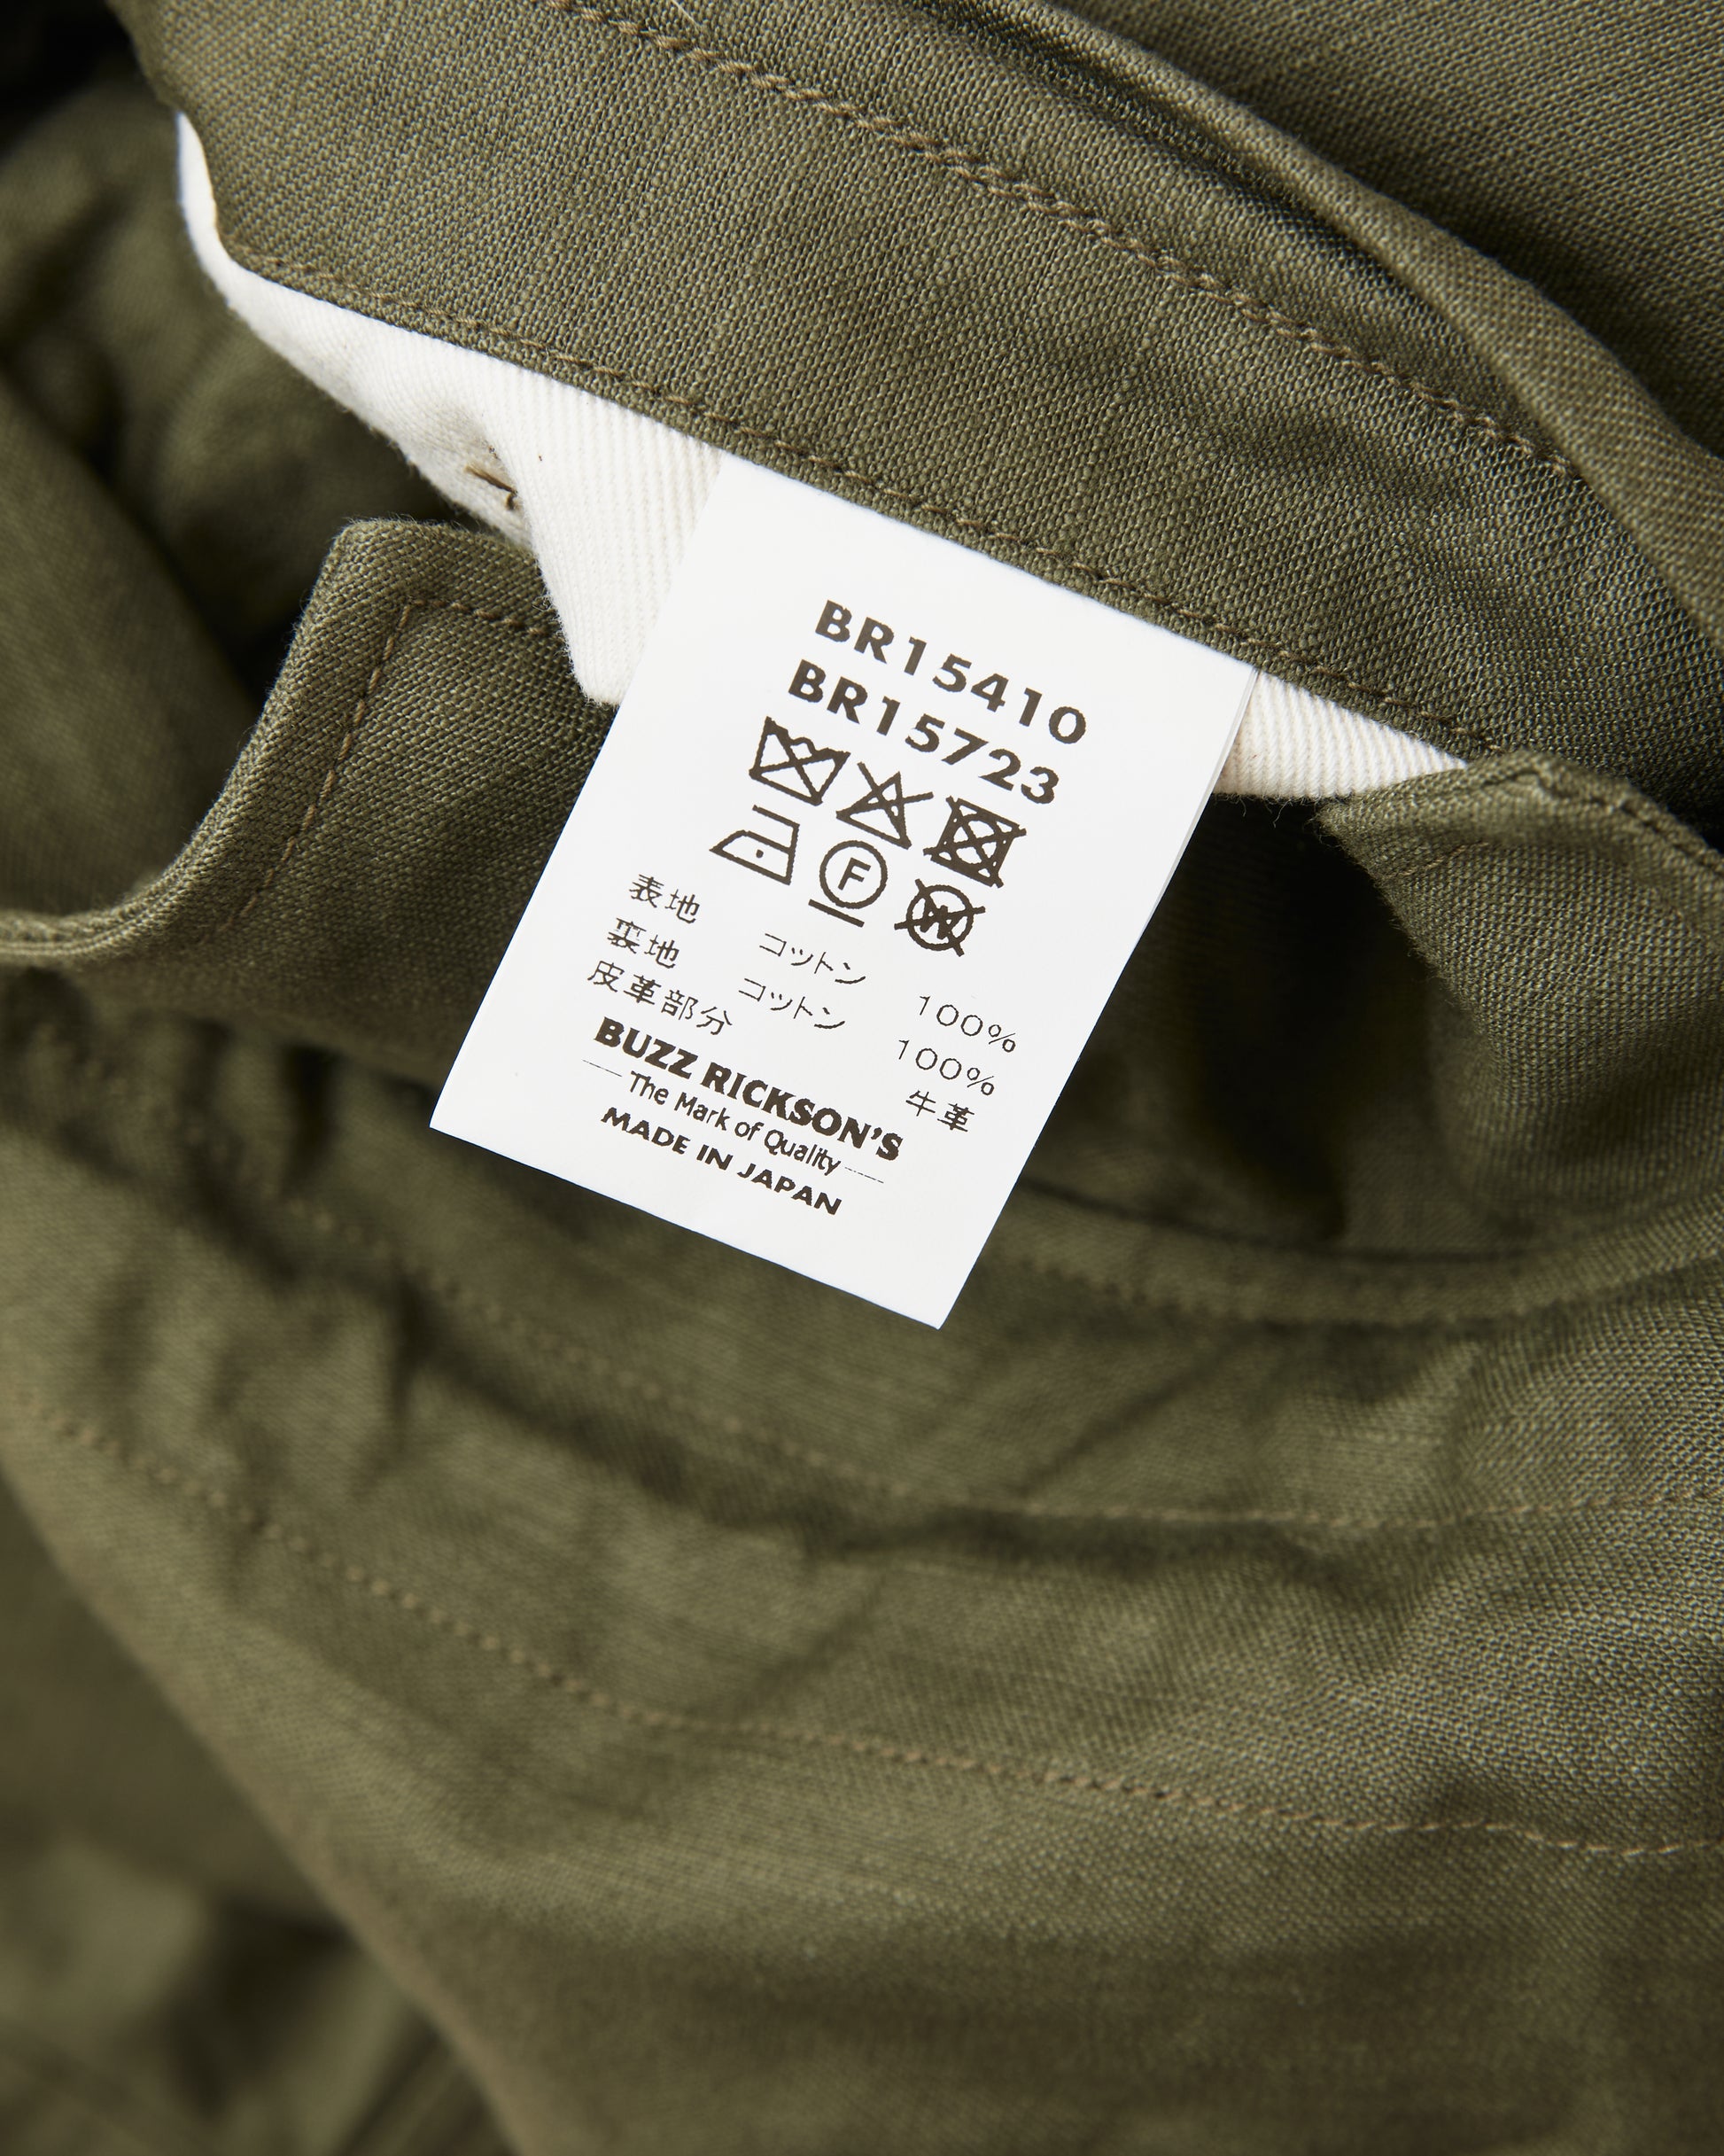 BR15410
BR15723
F W
表地 コットン 100%
裏地 コットン 100%
皮革部分 牛革
BUZZ RICKSON'S
The Mark of Quality
MADE IN JAPAN